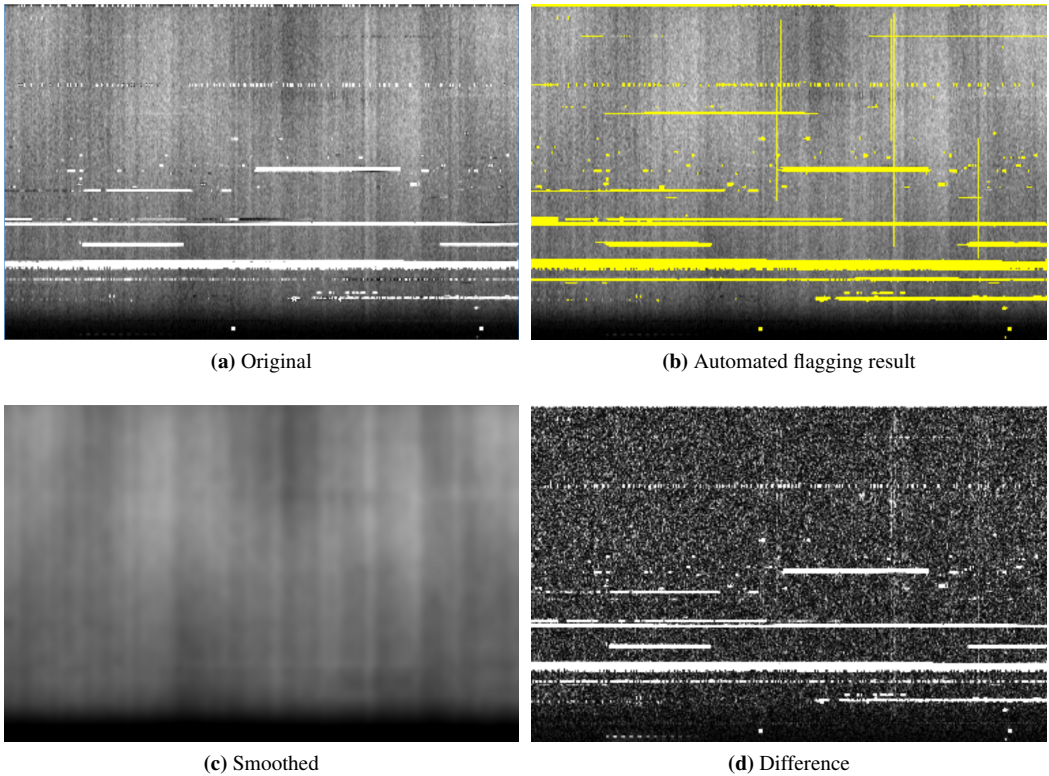 (a) Original
(b) Automated flagging result
(c) Smoothed
(d) Difference